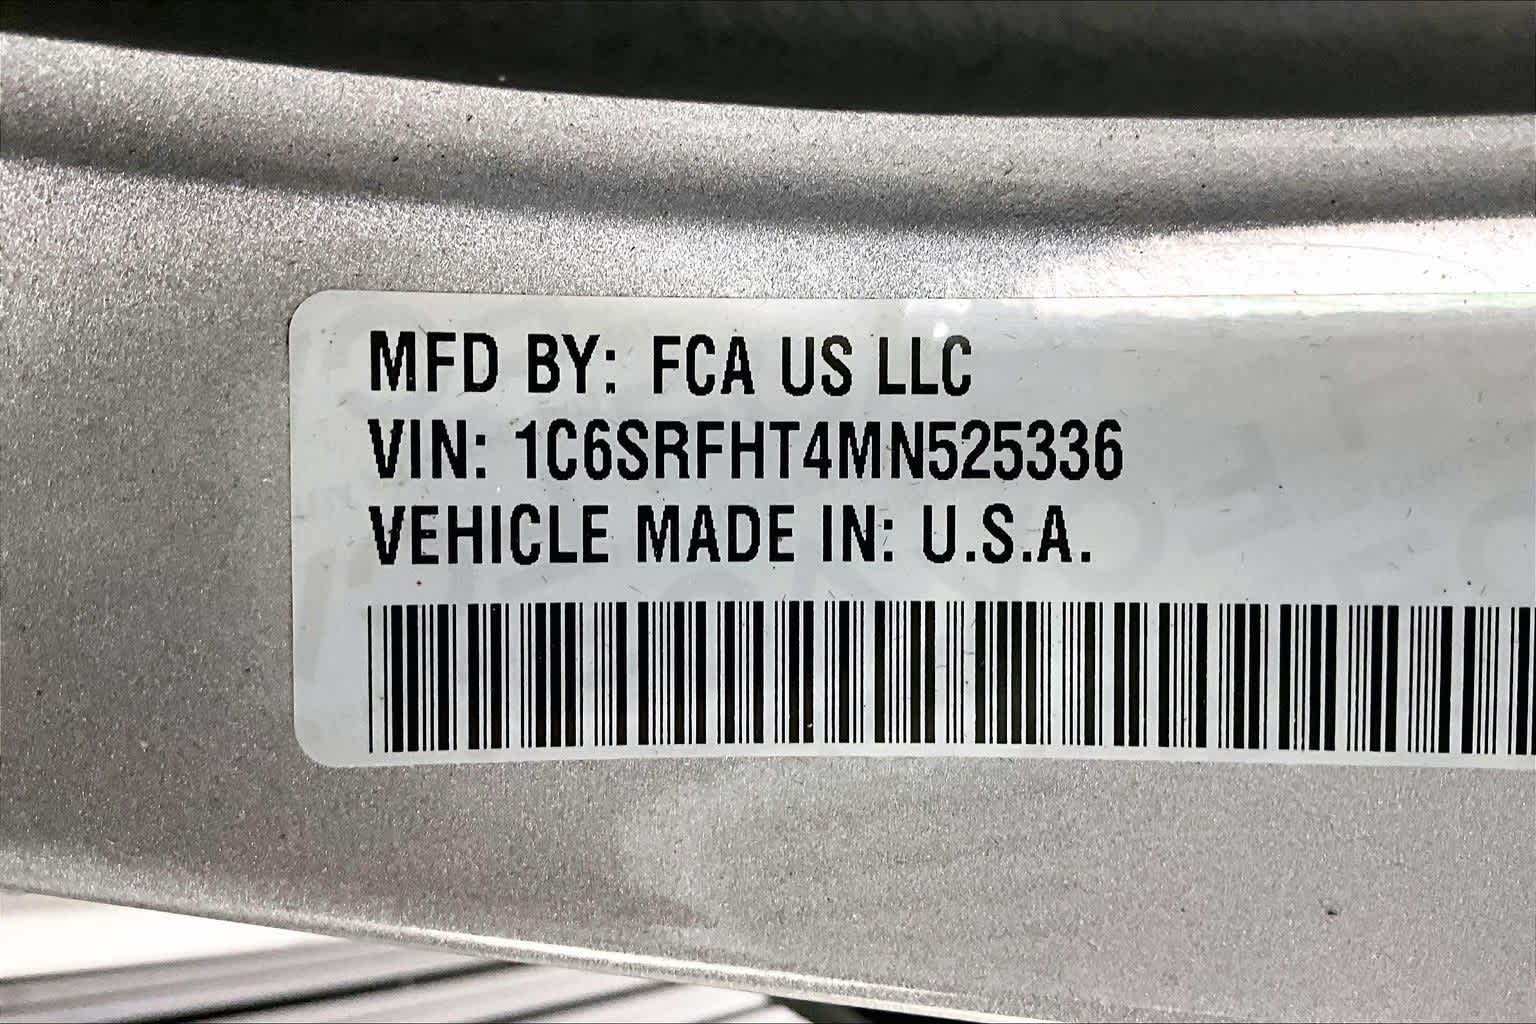 MFD BY: FCA US LLC
VIN: 1C6SRFHT4MN525336
VEHICLE MADE IN: U.S.A.